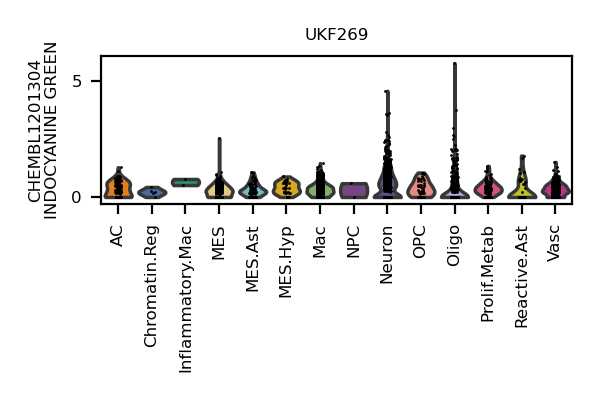 UKF269
CHEMBL1201304
INDOCYANINE GREEN
5
0
AC
Chromatin.Reg
Inflammatory.Mac
MES
MES.Ast
MES.Hyp
Mac
NPC
Neuron
OPC
Oligo
Prolif.Metab
Reactive.Ast
Vasc